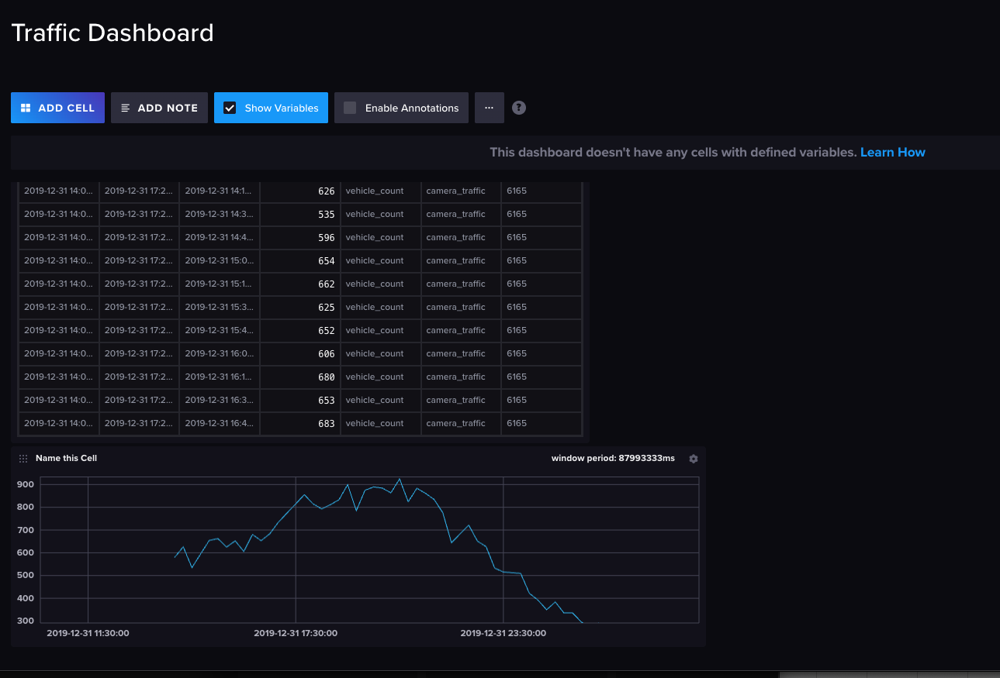 Traffic Dashboard
ADD CELL ADD NOTE Show Variables Enable Annotations ... ?
This dashboard doesn't have any cells with defined variables. Learn How
2019-12-31 14:0... 2019-12-31 17:2... 2019-12-31 14:1... 626 vehicle_count camera_traffic 6165
2019-12-31 14:0... 2019-12-31 17:2... 2019-12-31 14:3... 535 vehicle_count camera_traffic 6165
2019-12-31 14:0... 2019-12-31 17:2... 2019-12-31 14:4... 596 vehicle_count camera_traffic 6165
2019-12-31 14:0... 2019-12-31 17:2... 2019-12-31 15:0... 654 vehicle_count camera_traffic 6165
2019-12-31 14:0... 2019-12-31 17:2... 2019-12-31 15:1... 662 vehicle_count camera_traffic 6165
2019-12-31 14:0... 2019-12-31 17:2... 2019-12-31 15:3... 625 vehicle_count camera_traffic 6165
2019-12-31 14:0... 2019-12-31 17:2... 2019-12-31 15:4... 652 vehicle_count camera_traffic 6165
2019-12-31 14:0... 2019-12-31 17:2... 2019-12-31 16:0... 606 vehicle_count camera_traffic 6165
2019-12-31 14:0... 2019-12-31 17:2... 2019-12-31 16:1... 680 vehicle_count camera_traffic 6165
2019-12-31 14:0... 2019-12-31 17:2... 2019-12-31 16:3... 653 vehicle_count camera_traffic 6165
2019-12-31 14:0... 2019-12-31 17:2... 2019-12-31 16:4... 683 vehicle_count camera_traffic 6165
Name this Cell window period: 87993333ms
900
800
700
600
500
400
300
2019-12-31 11:30:00 2019-12-31 17:30:00 2019-12-31 23:30:00